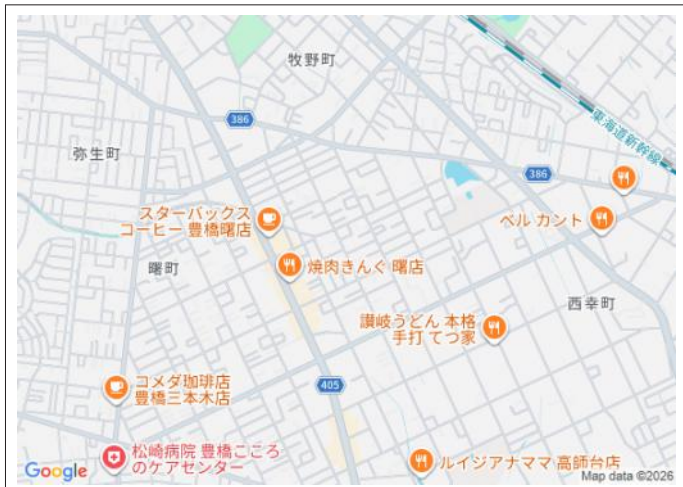 牧野町
東海道新幹線
386
弥生町
386
スターバックス
コーヒー 豊橋曙店
ベル カント
焼肉きんぐ 曙店
曙町
西幸町
讃岐うどん 本格
手打 てつ家
405
コメダ珈琲店
豊橋三本木店
松崎病院 豊橋こころ
のケアセンター
ルイジアナママ 高師台店
Google
Map data ©2026